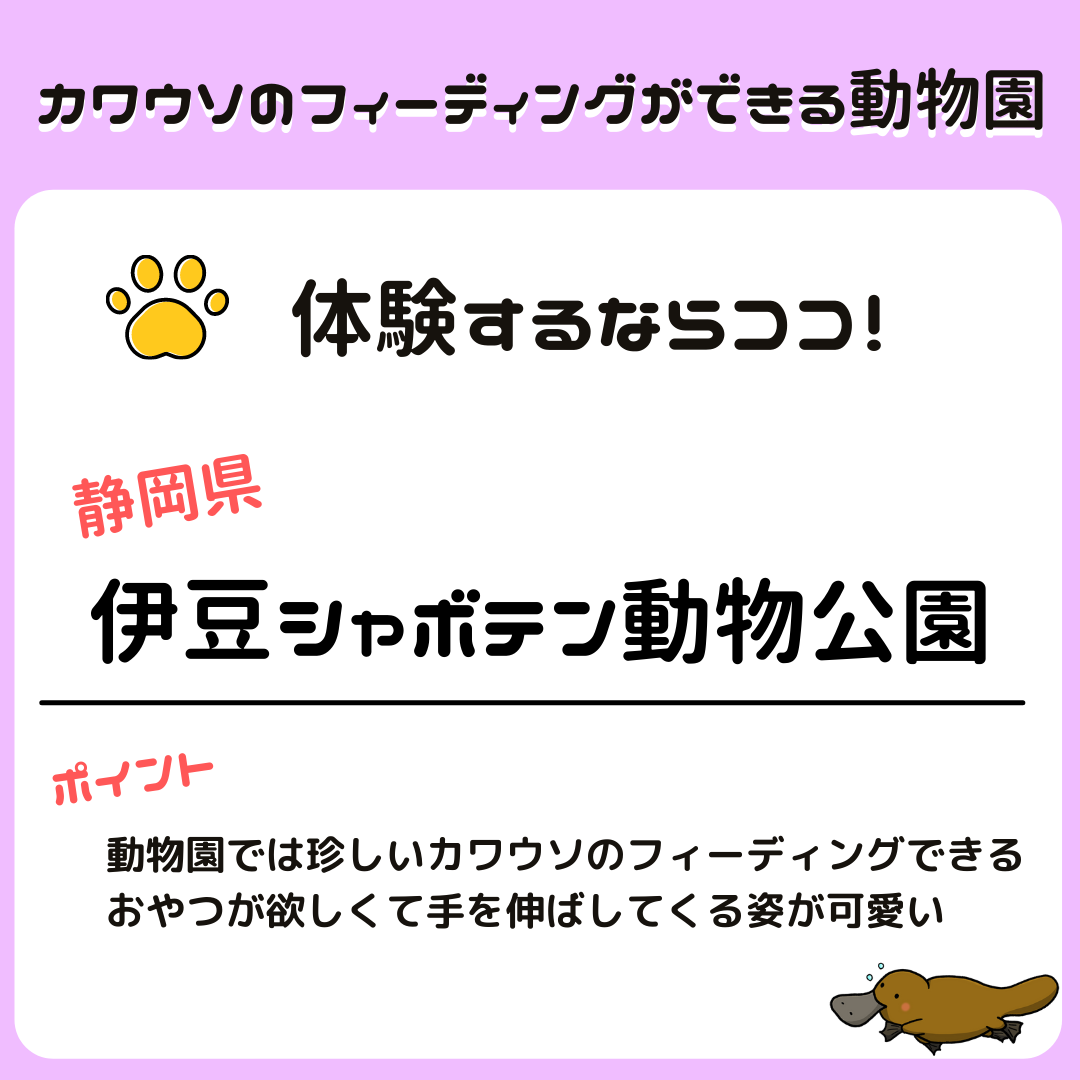 カワウソのフィーディングができる動物園
体験するならココ!
静岡県
伊豆シャボテン動物公園
ポイント
動物園では珍しいカワウソのフィーディングできる
おやつが欲しくて手を伸ばしてくる姿が可愛い